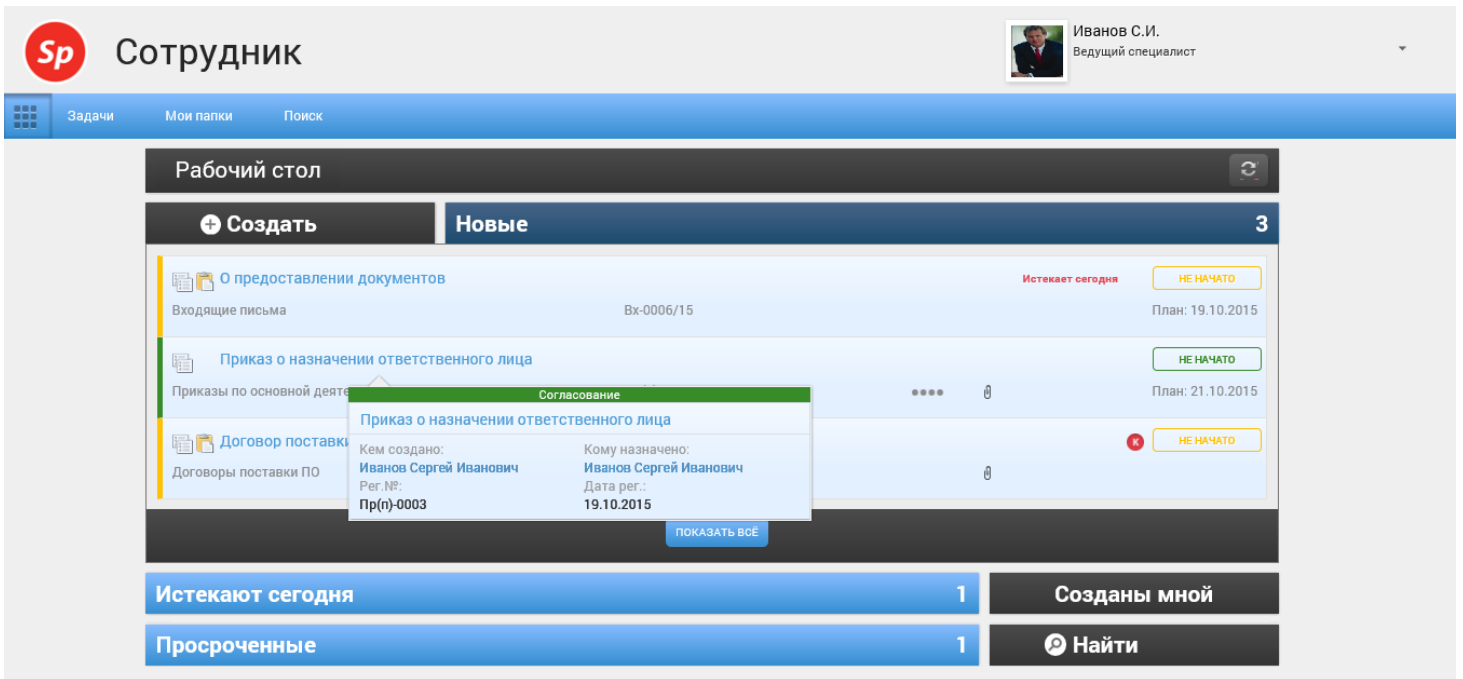 Sp
Сотрудник
Иванов С.И.
Ведущий специалист
Задачи Мои папки Поиск
Рабочий стол
Создать
Новые 3
О предоставлении документов Истекает сегодня НЕ НАЧАТО
Входящие письма Вх-0006/15 План: 19.10.2015
Приказ о назначении ответственного лица НЕ НАЧАТО
Приказы по основной План: 21.10.2015
Согласование
Приказ о назначении ответственного лица
Кем создано: Кому назначено:
Иванов Сергей Иванович Иванов Сергей Иванович
Рег.№: Дата рег.:
Пр(п)-0003 19.10.2015
Договор поставки К НЕ НАЧАТО
Договоры поставки ПО
ПОКАЗАТЬ ВСЁ
Истекают сегодня 1
Созданы мной
Просроченные 1
Найти